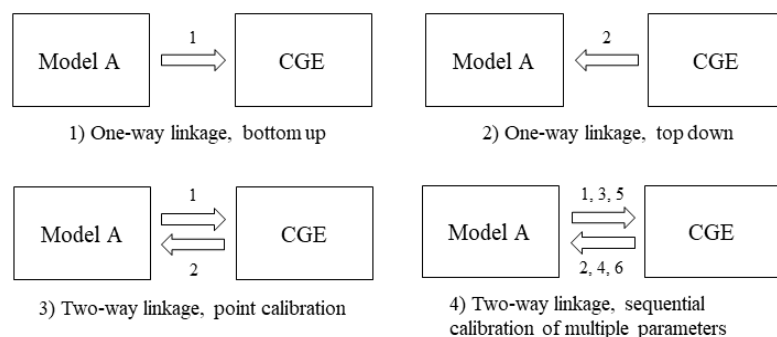 1
Model A
CGE
1) One-way linkage, bottom up
2
Model A
CGE
2) One-way linkage, top down
1
Model A
CGE
2
3) Two-way linkage, point calibration
1, 3, 5
Model A
CGE
2, 4, 6
4) Two-way linkage, sequential
calibration of multiple parameters